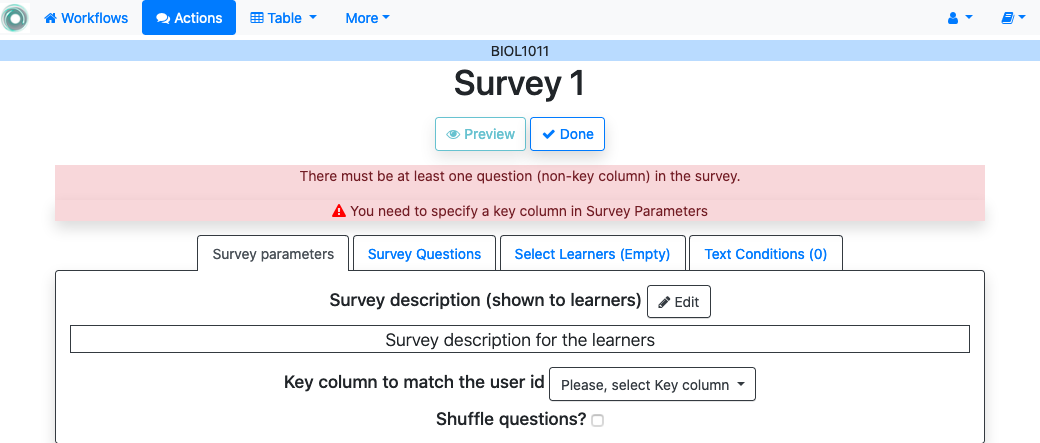 Workflows Actions Table More
BIOL1011
Survey 1
Preview Done
There must be at least one question (non-key column) in the survey.
You need to specify a key column in Survey Parameters
Survey parameters Survey Questions Select Learners (Empty) Text Conditions (0)
Survey description (shown to learners) Edit
Survey description for the learners
Key column to match the user id Please, select Key column
Shuffle questions?